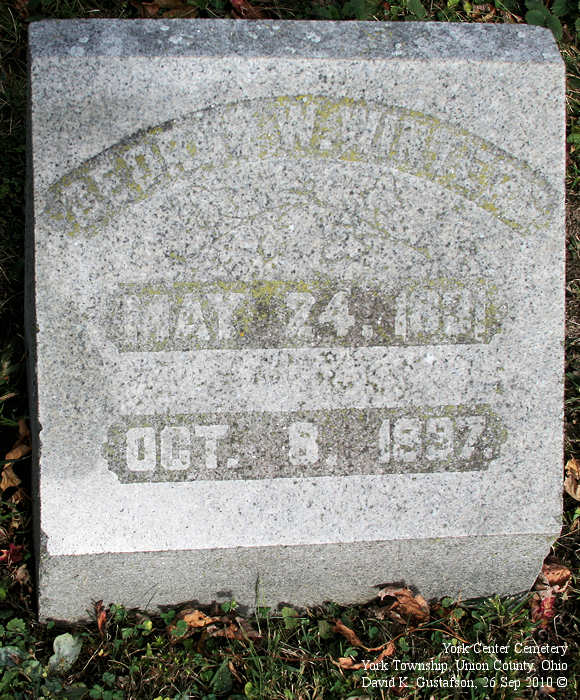 GEORGE W.
MAY 24. 1831
OCT. 8. 1897.
York Center Cemetery
York Township, Union County, Ohio
David K. Gustafson, 26 Sep 2010 ©